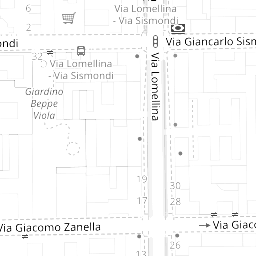 2
Via Lomellina
- Via Sismondi
Via Giancarlo Sism
ondi
32
Via Lomellina
- Via Sismondi
Via Lomellina
Giardino
Beppe
Viola
19
30
17
28
Via Giacomo Zanella
Via Giaco
13
26